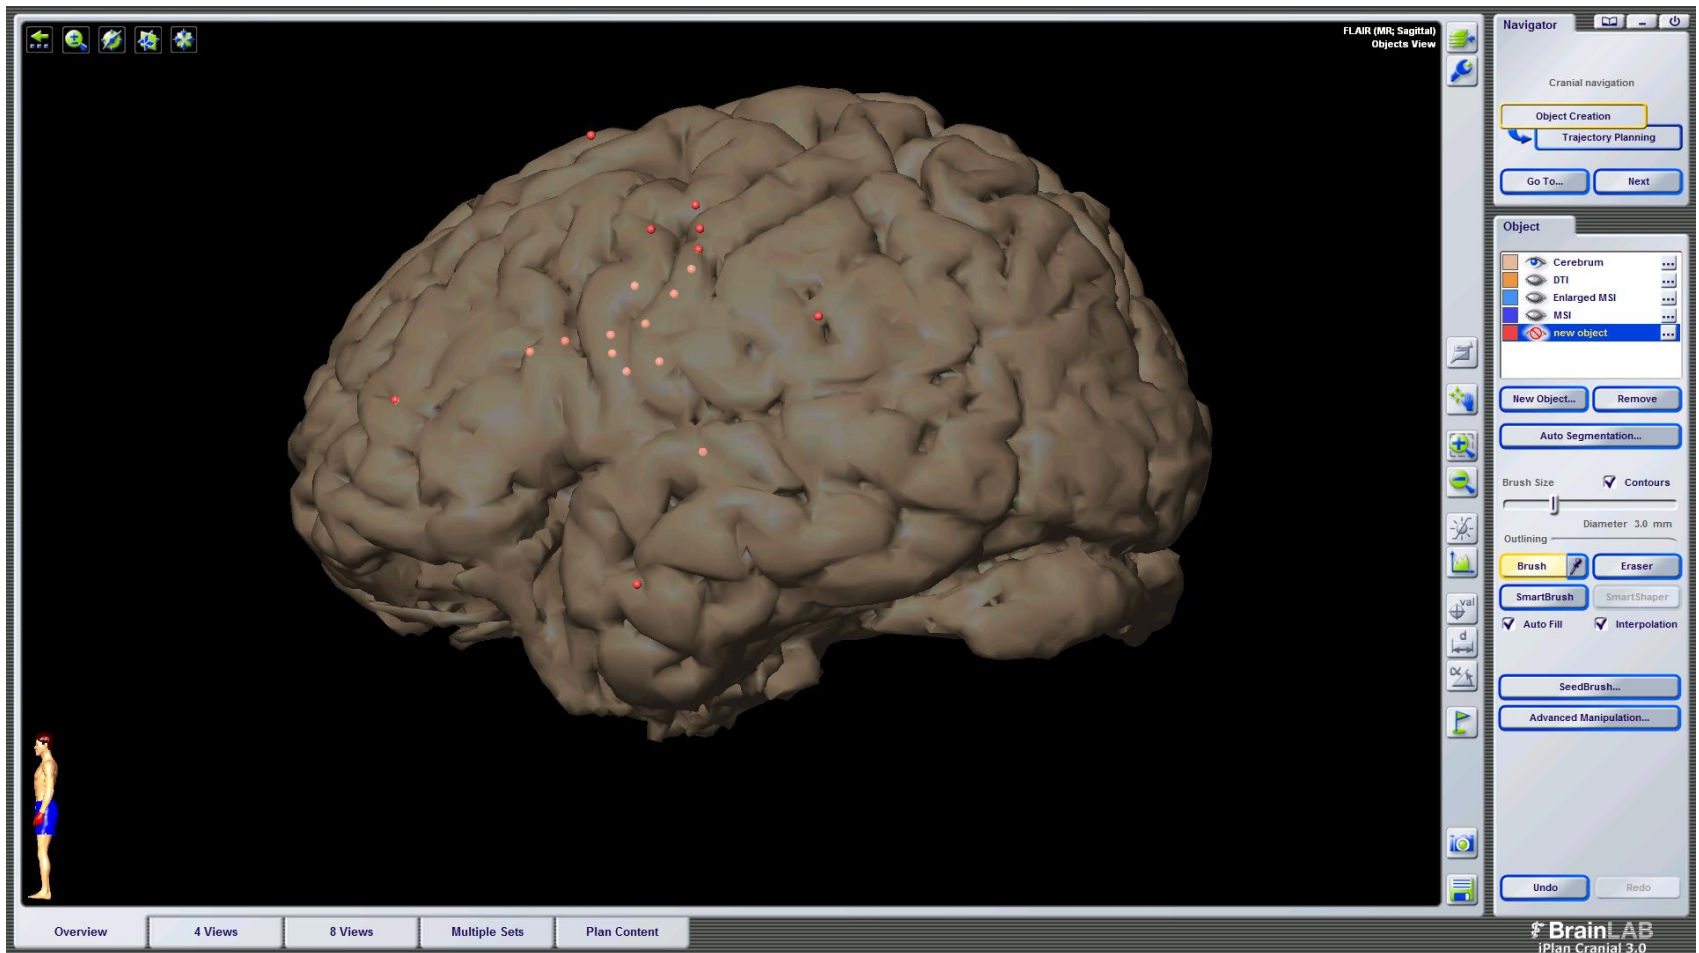 FLAIR (MR; Sagittal)
Objects View
Navigator
Cranial navigation
Object Creation
Trajectory Planning
Go To...
Next
Object
Cerebrum ...
DTI ...
Enlarged MSI ...
MSI ...
new object ...
New Object...
Remove
Auto Segmentation...
Brush Size
Contours
Diameter 3.0 mm
Outlining
Brush
Eraser
SmartBrush
SmartShaper
Auto Fill
Interpolation
val
d
α
SeedBrush...
Advanced Manipulation...
Undo
Redo
Overview
4 Views
8 Views
Multiple Sets
Plan Content
BrainLAB
iPlan Cranial 3.0